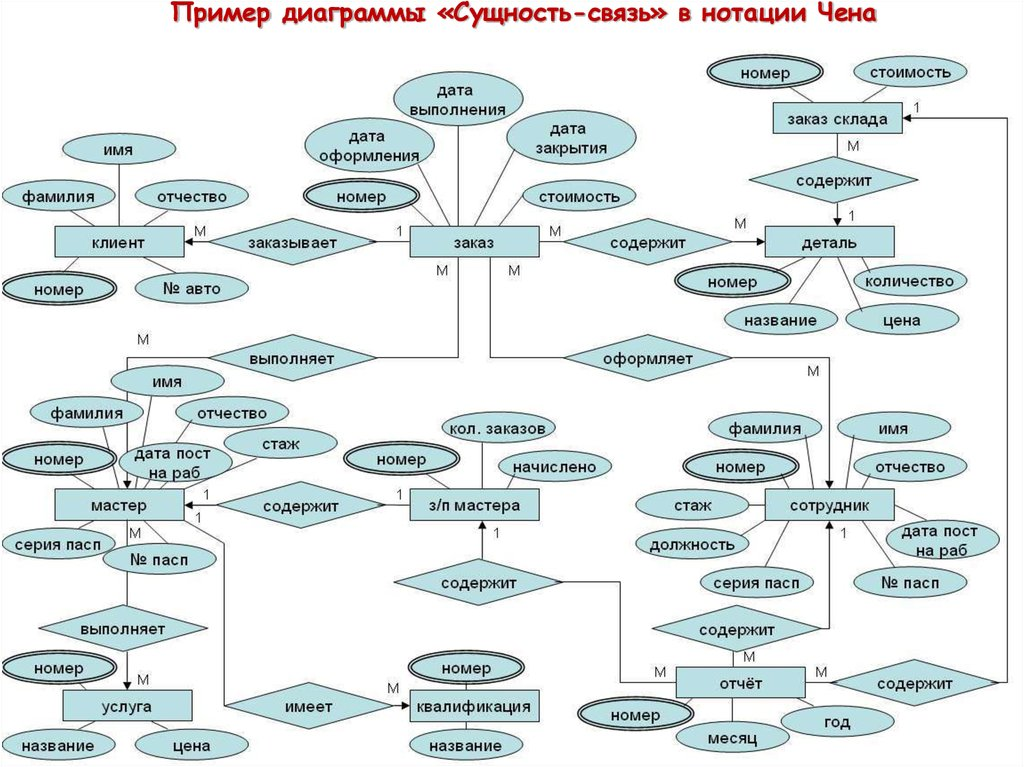 Пример диаграммы «Сущность-связь» в нотации Чена
номер
стоимость
дата
выполнения
заказ склада
1
дата
оформления
дата
закрытия
имя
М
содержит
фамилия
отчество
номер
стоимость
1
М
1
М
М
клиент
заказывает
заказ
содержит
деталь
М
М
номер
№ авто
номер
количество
название
цена
М
выполняет
оформляет
М
имя
фамилия
отчество
кол. заказов
фамилия
имя
стаж
номер
дата пост
на раб
номер
начислено
номер
отчество
1
1
мастер
содержит
з/п мастера
стаж
сотрудник
1
М
1
1
серия пасп
№ пасп
должность
дата пост
на раб
содержит
серия пасп
№ пасп
выполняет
содержит
М
номер
М
номер
М
М
М
отчёт
содержит
услуга
имеет
квалификация
номер
год
название
цена
название
месяц